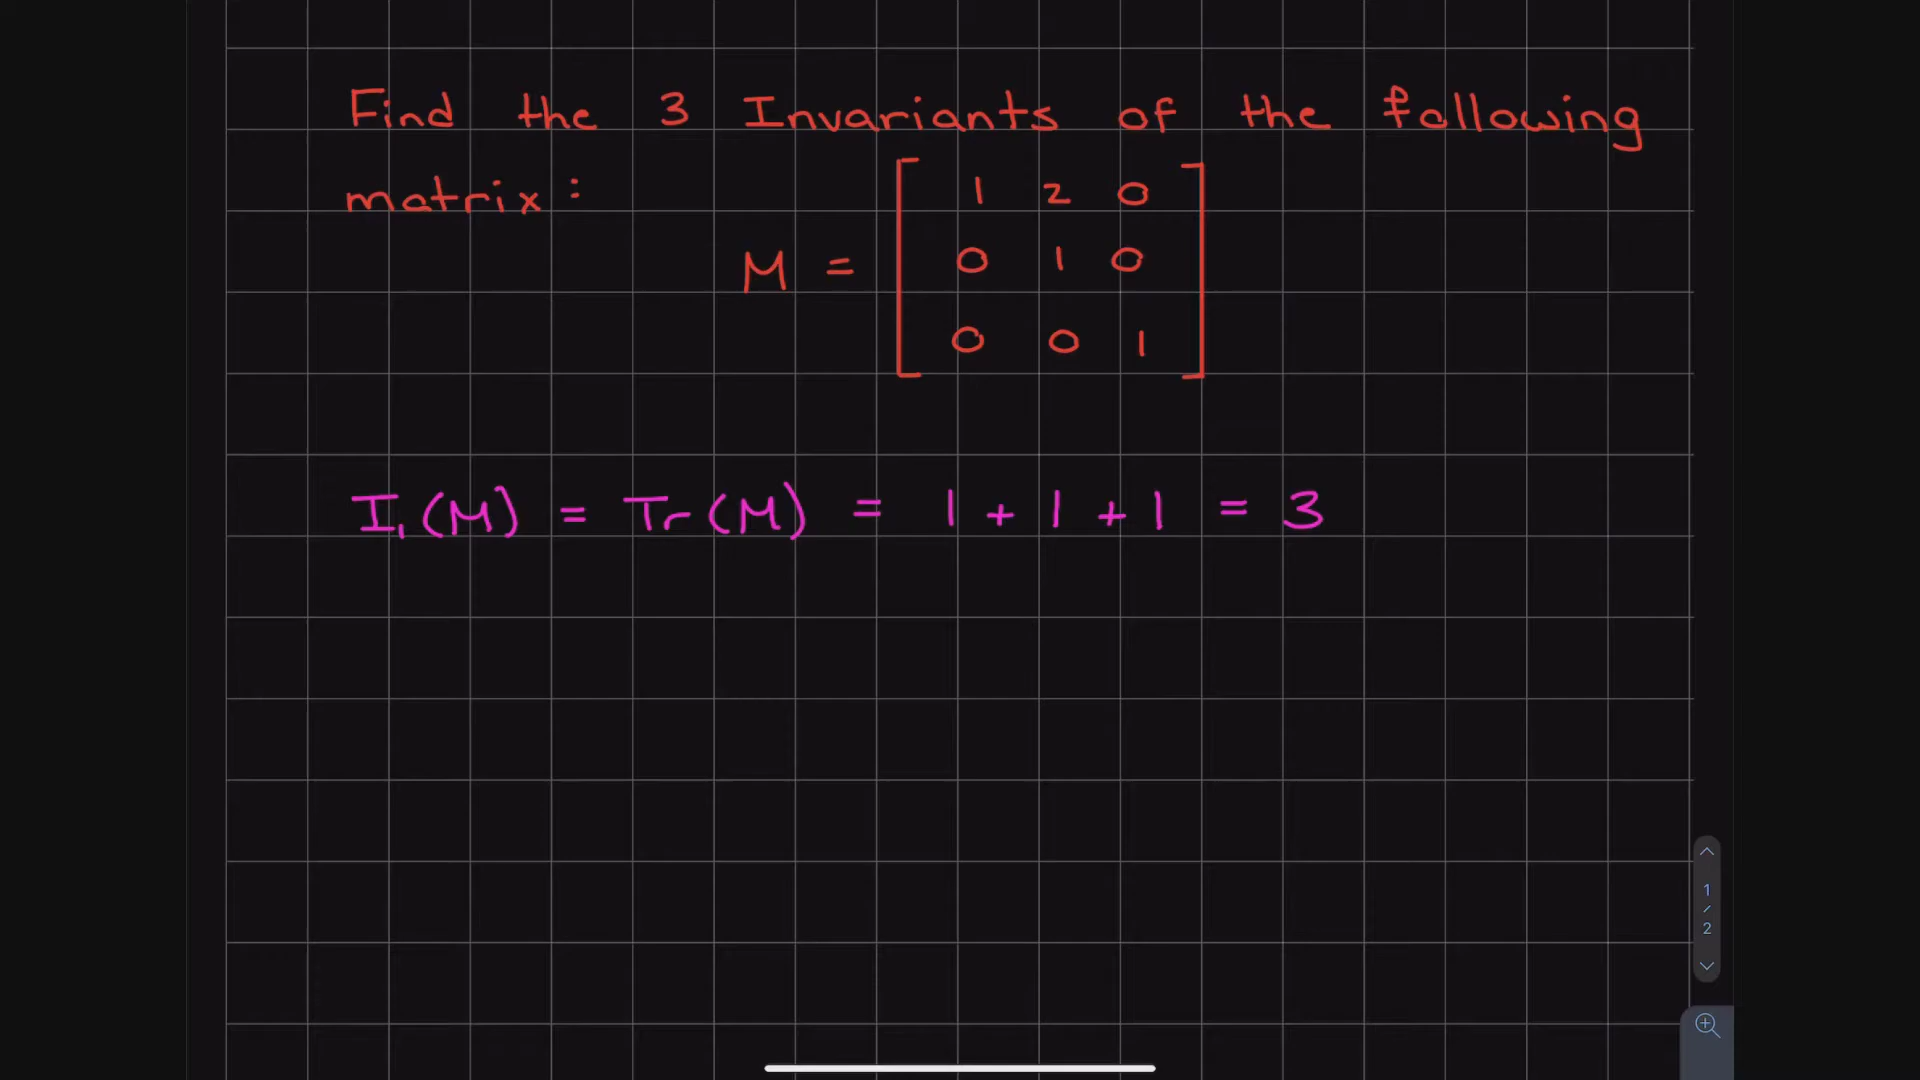 Find the 3 Invariants of the following
matrix:
M = [ 1 2 0
0 1 0
0 0 1 ]
I₁(M) = Tr(M) = 1 + 1 + 1 = 3
1
/
2